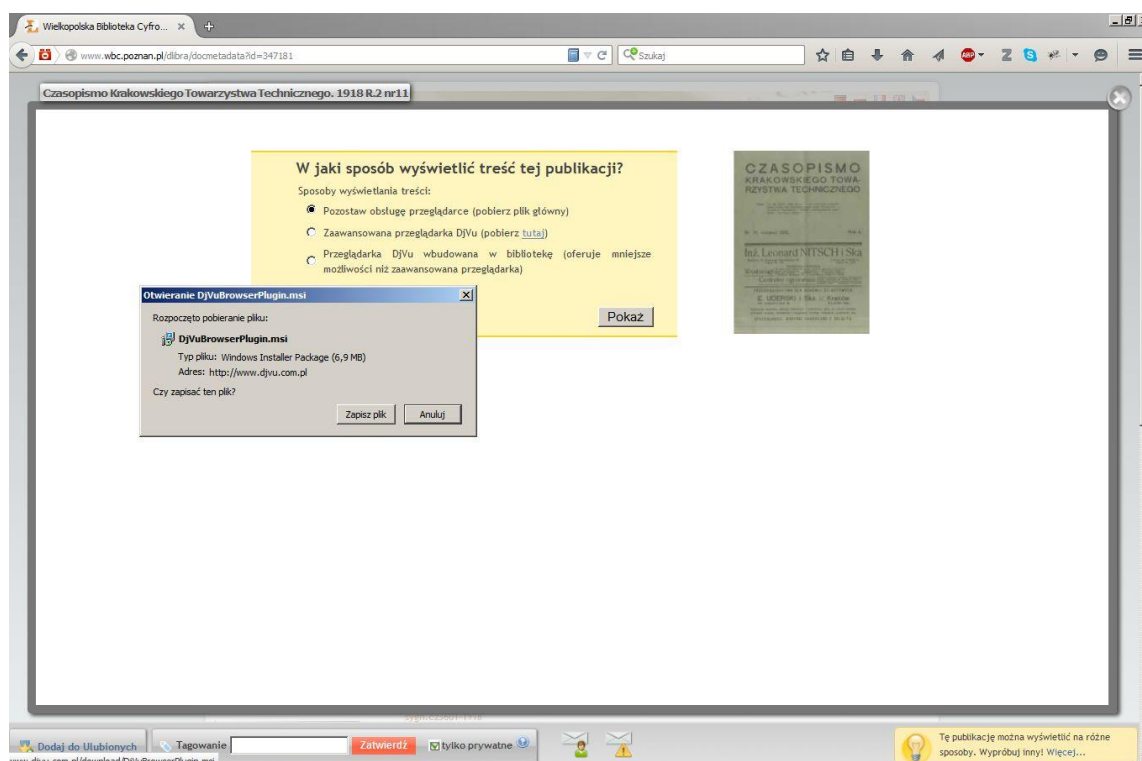 Wielkopolska Biblioteka Cyfro...
www.wbc.poznan.pl/dlibra/docmetadata?id=347181
Szukaj
ABP
Czasopismo Krakowskiego Towarzystwa Technicznego. 1918 R.2 nr11
W jaki sposób wyświetlić treść tej publikacji?
Sposoby wyświetlania treści:
Pozostaw obsługę przeglądarce (pobierz plik główny)
Zaawansowana przeglądarka DjVu (pobierz tutaj)
Przeglądarka DjVu wbudowana w bibliotekę (oferuje mniejsze
możliwości niż zaawansowana przeglądarka)
Pokaż
CZASOPISMO
KRAKOWSKIEGO TOWA-
RZYSTWA TECHNICZNEGO
Inż. Leonard NITSCH i Ska
Otwieranie DjVuBrowserPlugin.msi
Rozpoczęto pobieranie pliku:
DjVuBrowserPlugin.msi
Typ pliku: Windows Installer Package (6,9 MB)
Adres: http://www.djvu.com.pl
Czy zapisać ten plik?
Zapisz plik
Anuluj
Dodaj do Ulubionych
Tagowanie
Zatwierdź
tylko prywatne
Tę publikację można wyświetlić na różne
sposoby. Wypróbuj inny! Więcej...